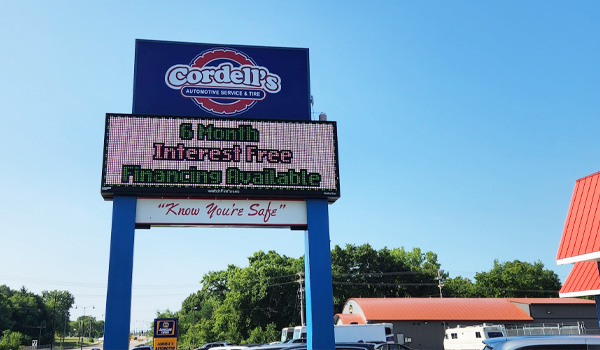 Cordell's
AUTOMOTIVE SERVICE & TIRE
6 Month
Interest Free
Financing Available
"Know You're Safe"